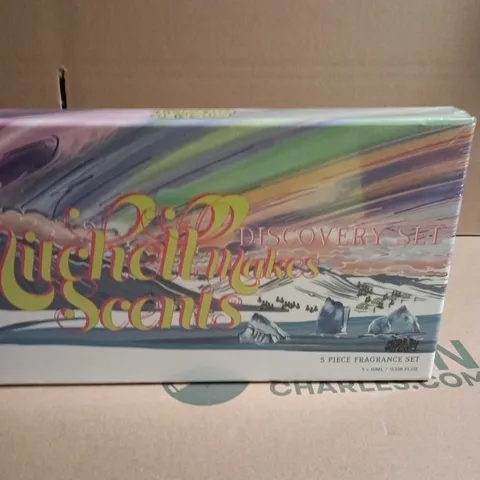 Mitchell makes
Scents
DISCOVERY SET
5 PIECE FRAGRANCE SET
CHARLES.COM